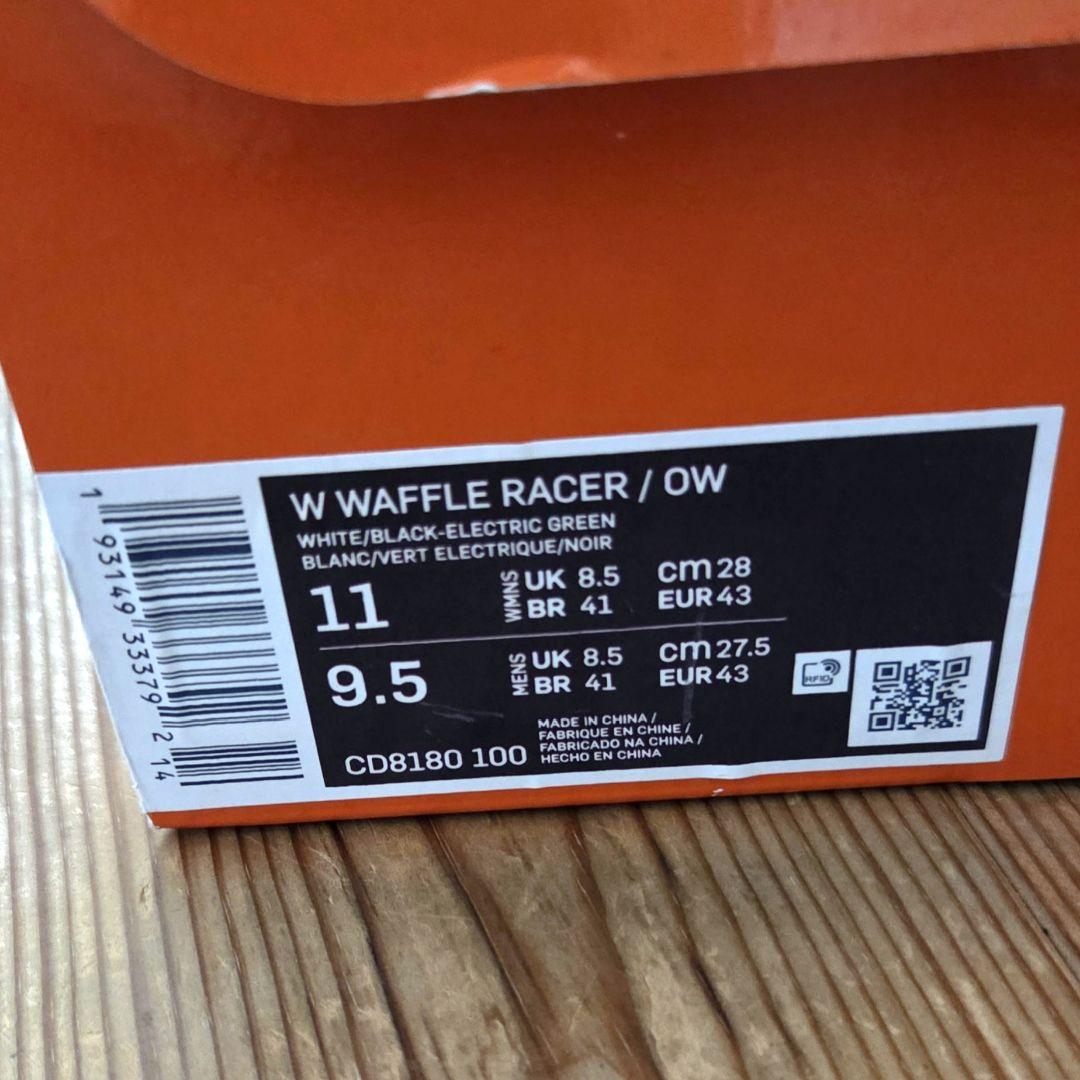 W WAFFLE RACER / OW
WHITE/BLACK-ELECTRIC GREEN
BLANC/VERT ELECTRIQUE/NOIR
11 WMNS UK 8.5 cm 28
BR 41 EUR 43
9.5 MENS UK 8.5 cm 27.5
BR 41 EUR 43
RFID
CD8180 100
MADE IN CHINA /
FABRIQUE EN CHINE /
FABRICADO NA CHINA /
HECHO EN CHINA
1 93149 33379 2 14